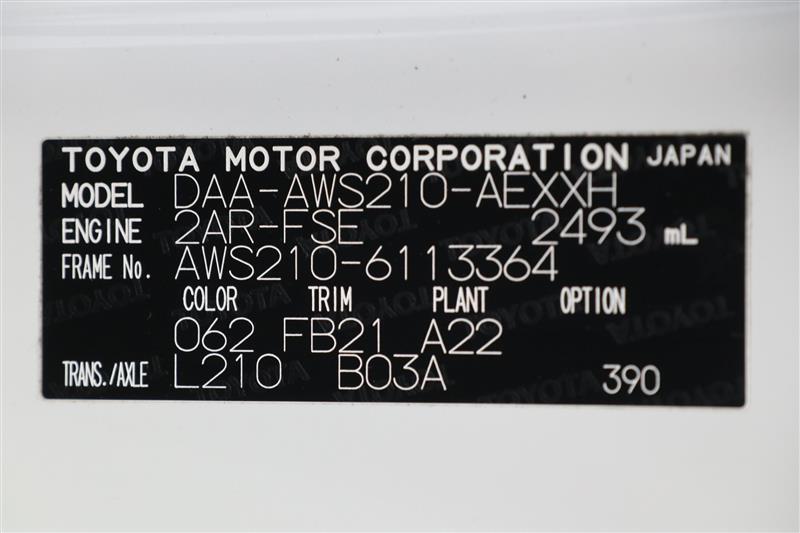 TOYOTA MOTOR CORPORATION JAPAN
MODEL DAA-AWS210-AEXXH
ENGINE 2AR-FSE 2493 mL
FRAME No. AWS210-6113364
COLOR TRIM PLANT OPTION
062 FB21 A22
TRANS./AXLE L210 B03A 390